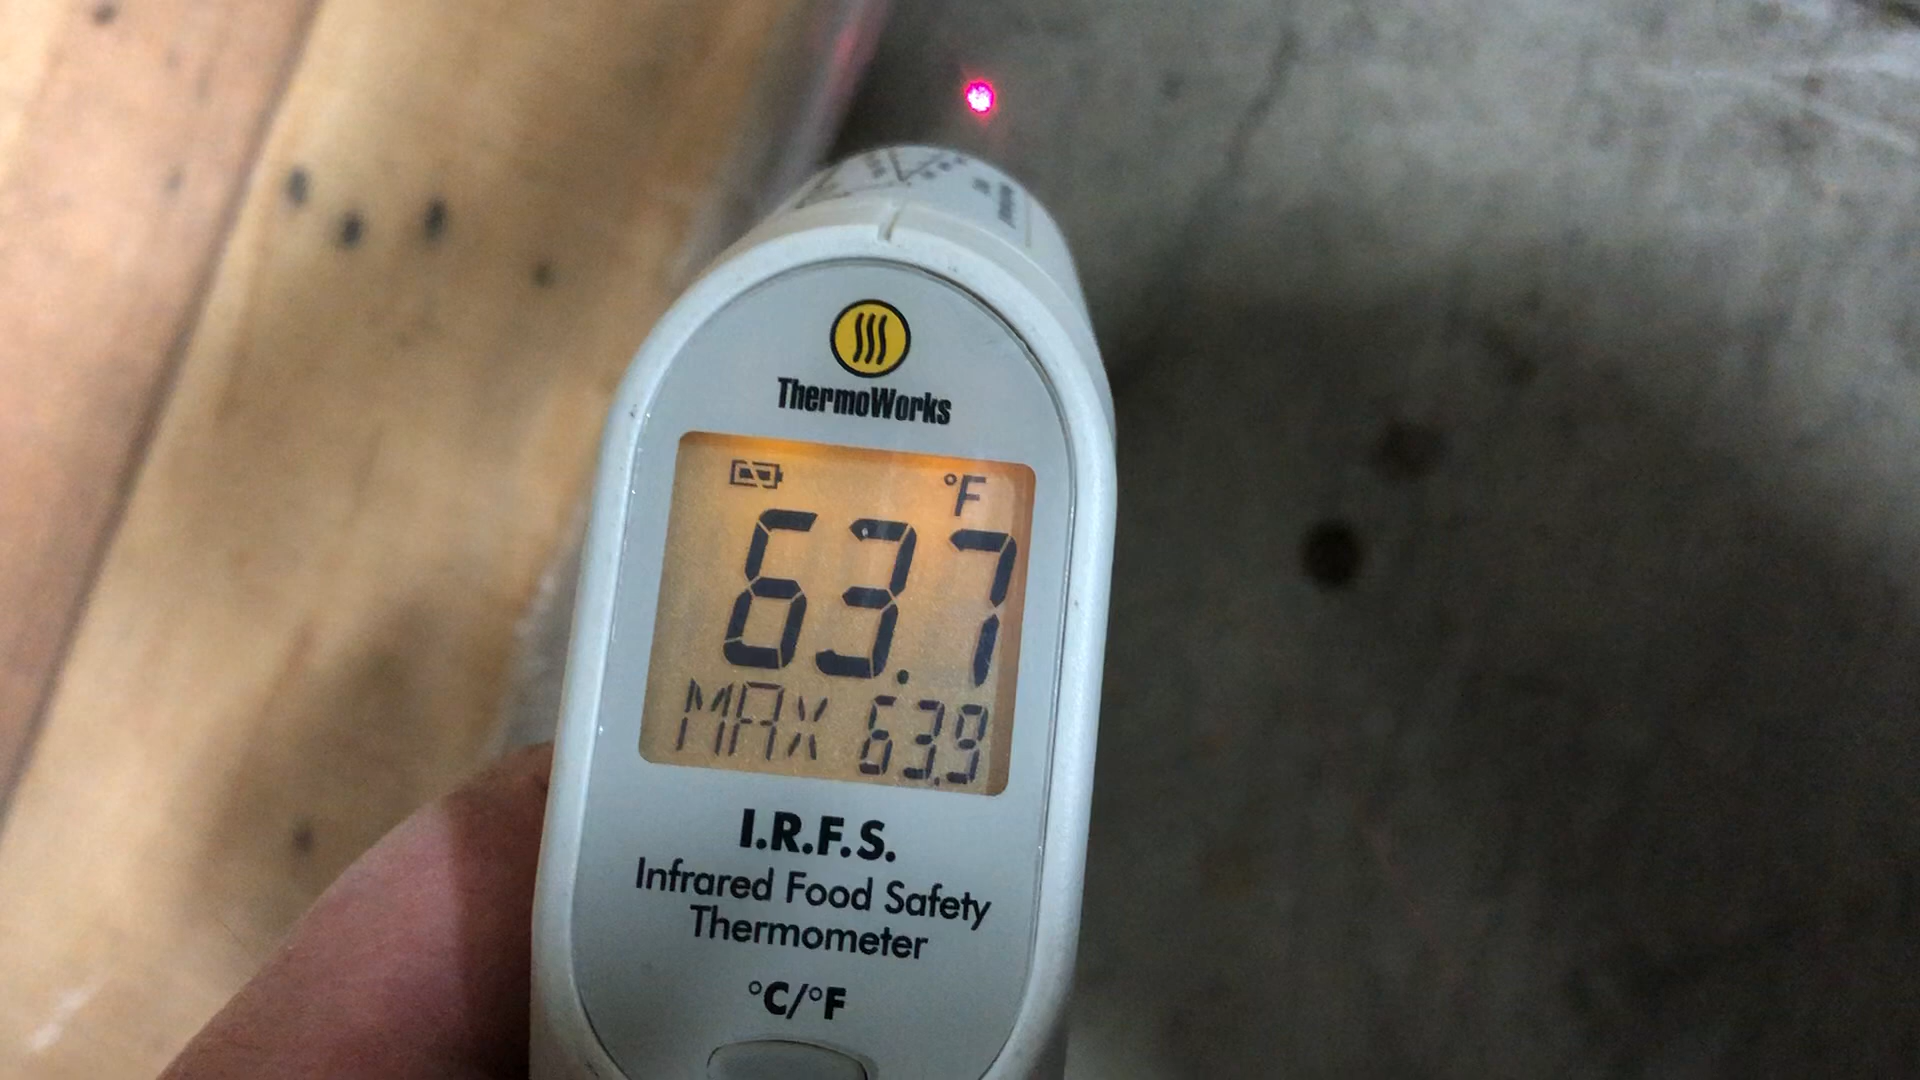 ThermoWorks
°F
63.7
MAX 63.9
I.R.F.S.
Infrared Food Safety
Thermometer
°C/°F